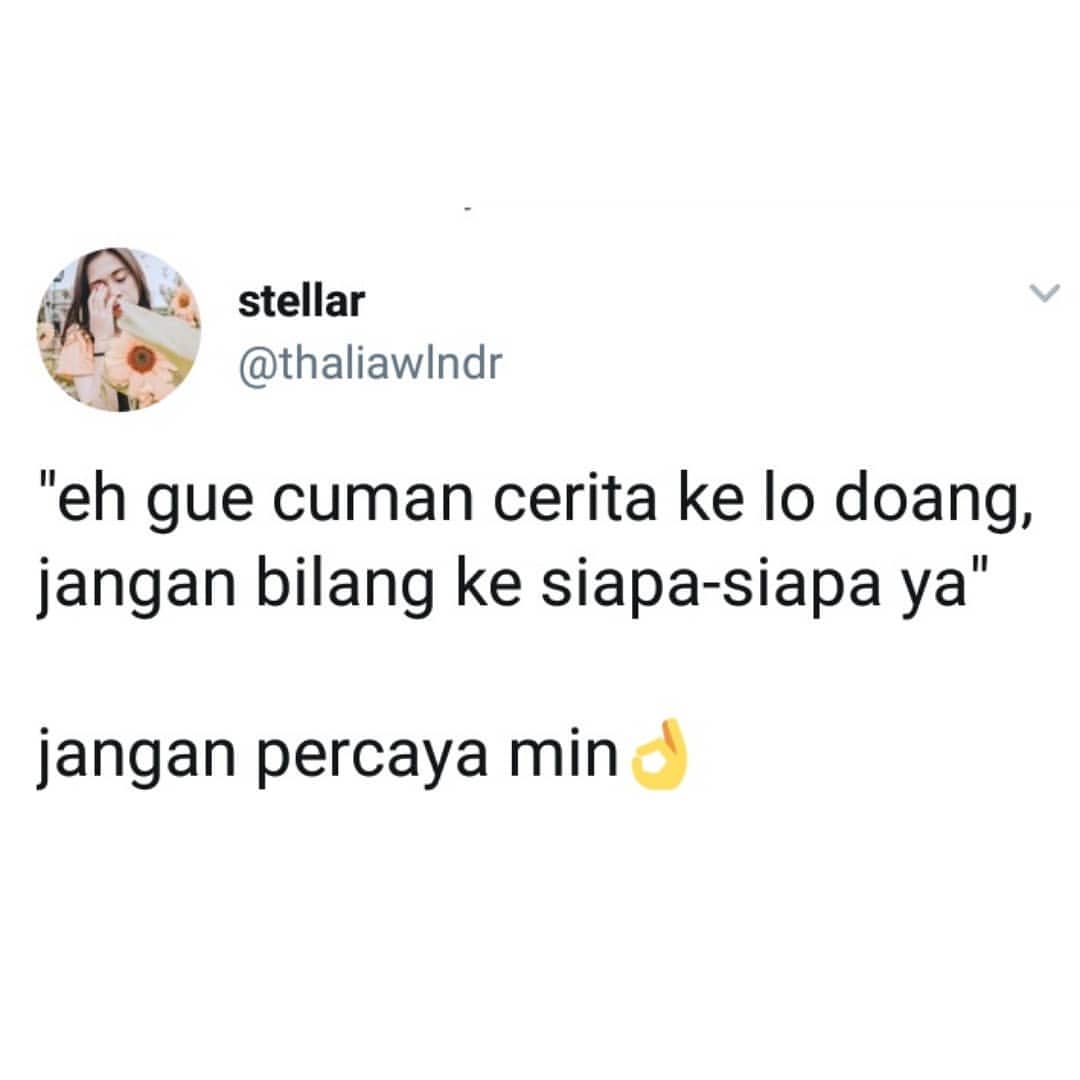 stellar
@thaliawlndr
"eh gue cuman cerita ke lo doang,
jangan bilang ke siapa-siapa ya"
jangan percaya min👌